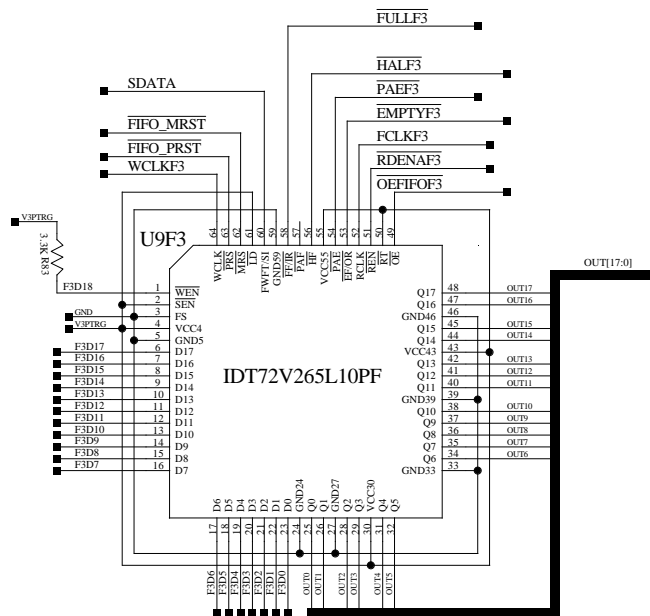 FULLF3
HALF3
SDATA
PAEF3
EMPTYF3
FIFO_MRST
FCLKF3
FIFO_PRST
RDENAF3
WCLKF3
OEFIFOF3
V3PTRG
3.3K R83
U9F3
64 63 62 61 60 59 58 57 56 55 54 53 52 51 50 49
WCLK PRS MRS LD FWFT/SI GND59 FF/IR PAF HF VCC55 PAE EF/OR RCLK REN RT OE
OUT[17:0]
F3D18 1 WEN
2 SEN
GND 3 FS
V3PTRG 4 VCC4
5 GND5
F3D17 6 D17
F3D16 7 D16
F3D15 8 D15
F3D14 9 D14
F3D13 10 D13
F3D12 11 D12
F3D11 12 D11
F3D10 13 D10
F3D9 14 D9
F3D8 15 D8
F3D7 16 D7
IDT72V265L10PF
Q17 48 OUT17
Q16 47 OUT16
GND46 46
Q15 45 OUT15
Q14 44 OUT14
VCC43 43
Q13 42 OUT13
Q12 41 OUT12
Q11 40 OUT11
GND39 39
Q10 38 OUT10
Q9 37 OUT9
Q8 36 OUT8
Q7 35 OUT7
Q6 34 OUT6
GND33 33
D6 D5 D4 D3 D2 D1 D0 GND24 Q0 Q1 GND27 Q2 Q3 VCC30 Q4 Q5
17 18 19 20 21 22 23 24 25 26 27 28 29 30 31 32
F3D6 F3D5 F3D4 F3D3 F3D2 F3D1 F3D0 OUT0 OUT1 OUT2 OUT3 OUT4 OUT5